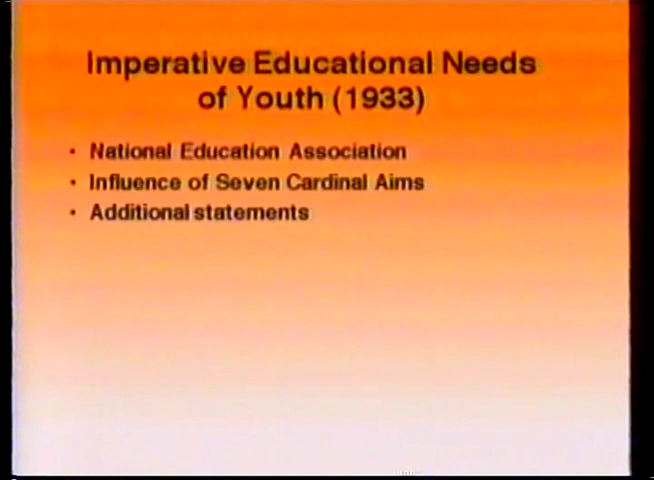 Imperative Educational Needs
of Youth (1933)
• National Education Association
• Influence of Seven Cardinal Aims
• Additional statements